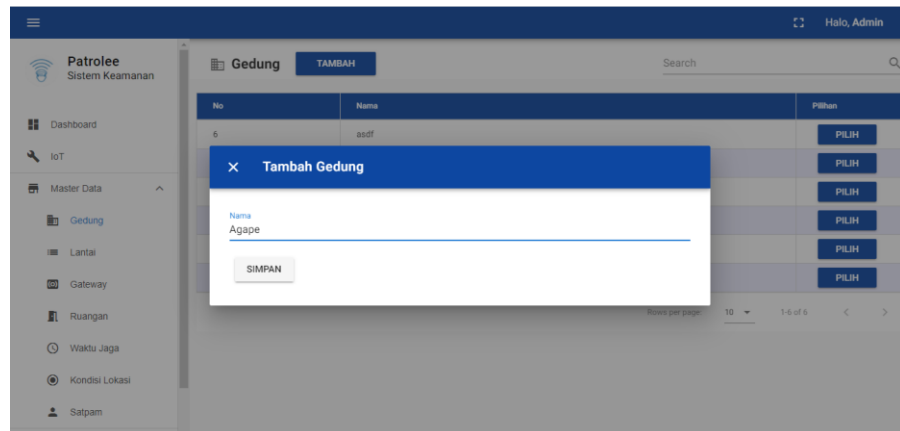 Halo, Admin
Patrolee
Sistem Keamanan
Gedung TAMBAH Search
No Nama Pilihan
Dashboard
6 asdf PILIH
IoT
PILIH
Tambah Gedung
Master Data
PILIH
Nama
Gedung
PILIH
Agape
Lantai
PILIH
SIMPAN
Gateway
PILIH
Ruangan
Rows per page: 10 1-6 of 6
Waktu Jaga
Kondisi Lokasi
Satpam